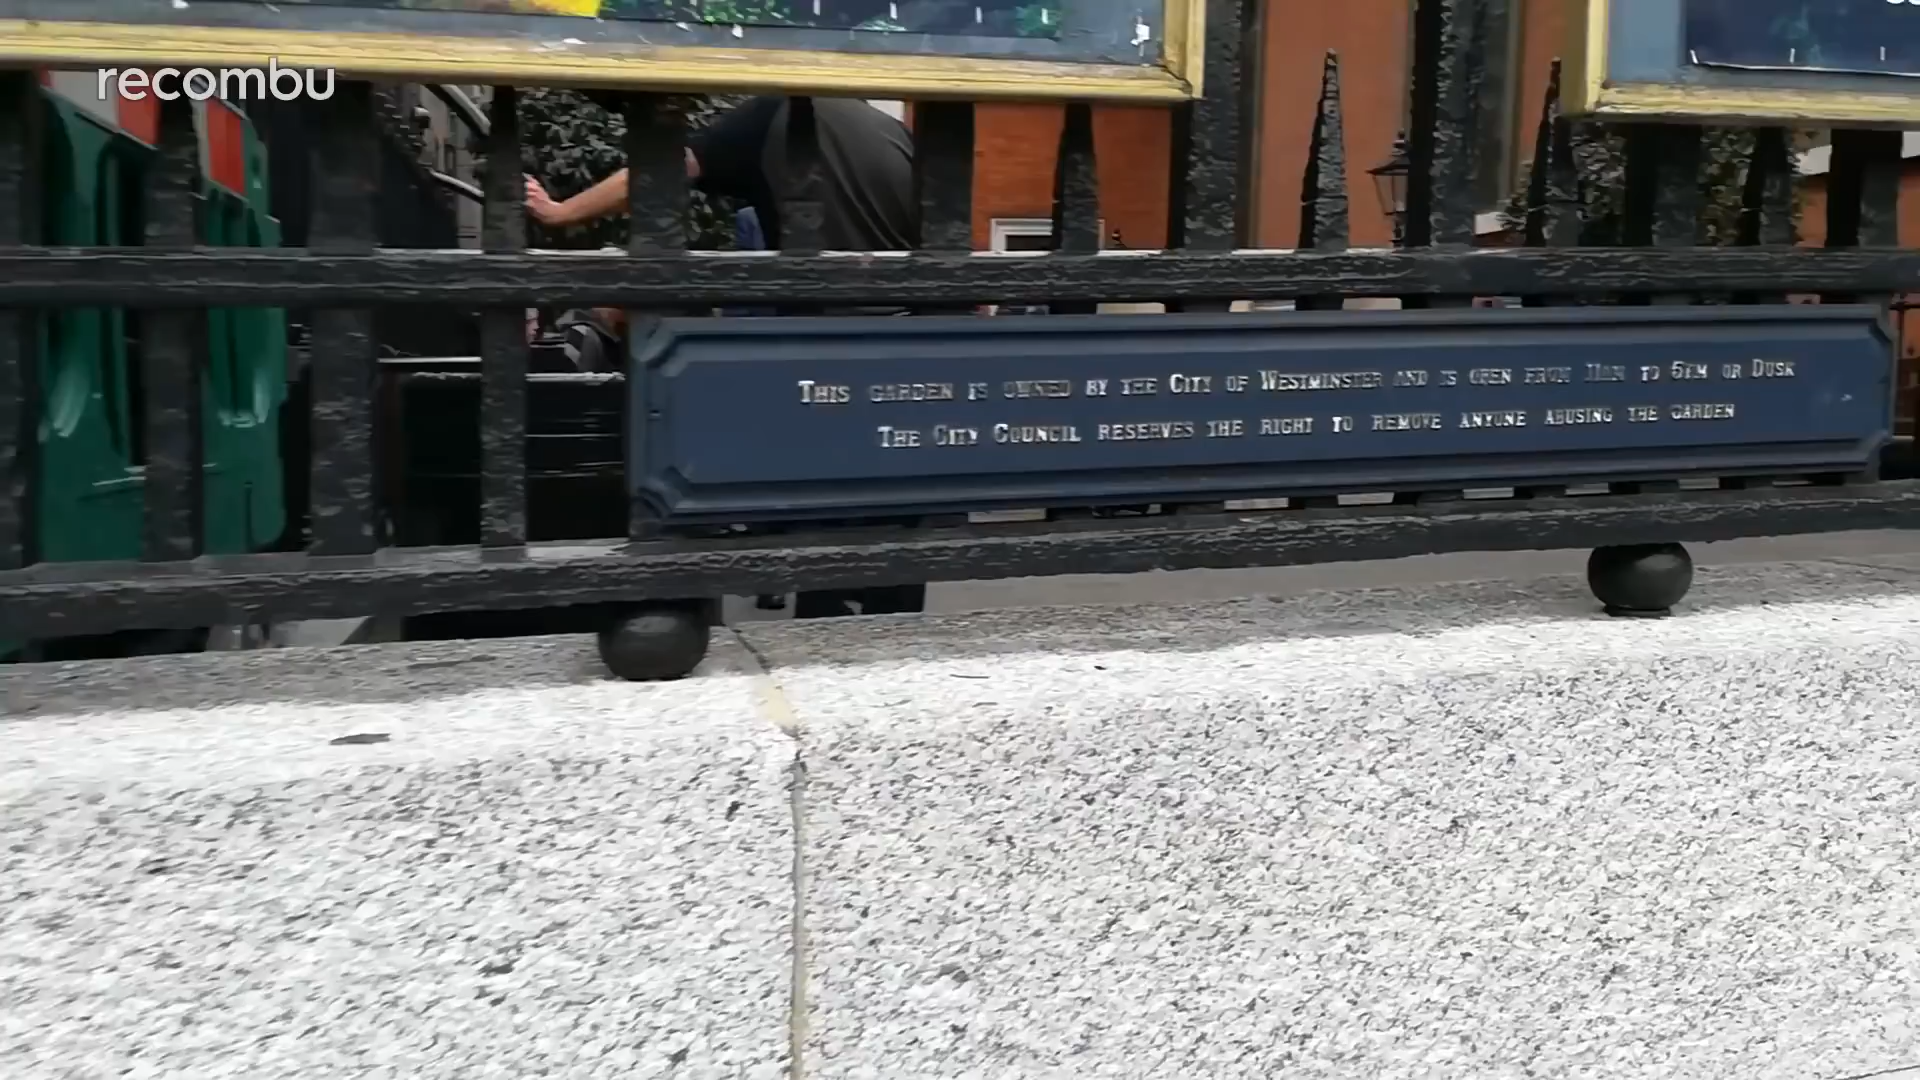 recombu
THIS GARDEN IS OWNED BY THE CITY OF WESTMINSTER AND IS OPEN FROM TO 5PM OR DUSK
THE CITY COUNCIL RESERVES THE RIGHT TO REMOVE ANYONE ABUSING THE GARDEN